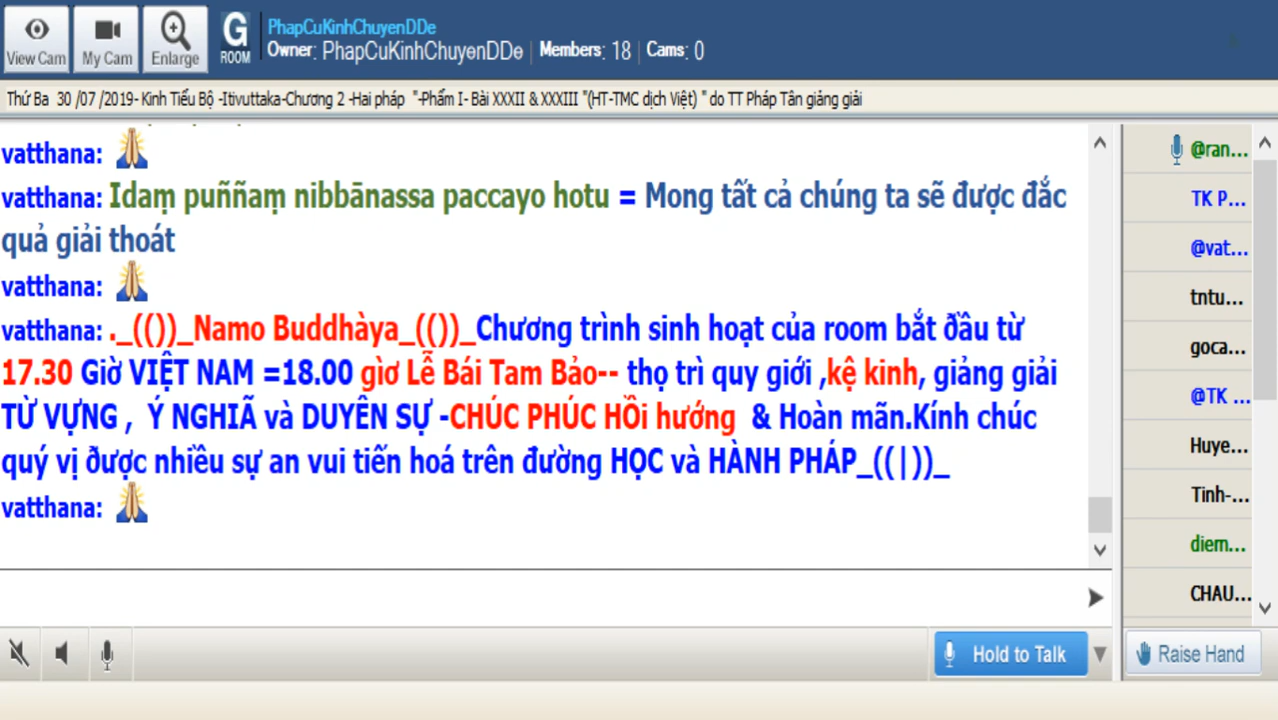 View Cam
My Cam
Enlarge
G
ROOM
PhapCuKinhChuyenDDe
Owner: PhapCuKinhChuyenDDe | Members: 18 | Cams: 0
Thứ Ba 30 /07 /2019- Kinh Tiểu Bộ -Itivuttaka-Chương 2 -Hai pháp "-Phẩm I- Bài XXXII & XXXIII "(HT-TMC dịch Việt) " do TT Pháp Tân giảng giải
vatthana:
vatthana: Idaṃ puññaṃ nibbānassa paccayo hotu = Mong tất cả chúng ta sẽ được đắc
quả giải thoát
vatthana:
vatthana: ._(())_Namo Buddhàya_(())_Chương trình sinh hoạt của room bắt đầu từ
17.30 Giờ VIỆT NAM =18.00 giờ Lễ Bái Tam Bảo-- thọ trì quy giới ,kệ kinh, giảng giải
TỪ VỰNG , Ý NGHIÃ và DUYÊN SỰ -CHÚC PHÚC HỒi hướng & Hoàn mãn.Kính chúc
quý vị được nhiều sự an vui tiến hoá trên đường HỌC và HÀNH PHÁP_((|))_
vatthana:
@ran...
TK P...
@vat...
tntu...
goca...
@TK ...
Huye...
Tinh-...
diem...
CHAU...
Hold to Talk
Raise Hand